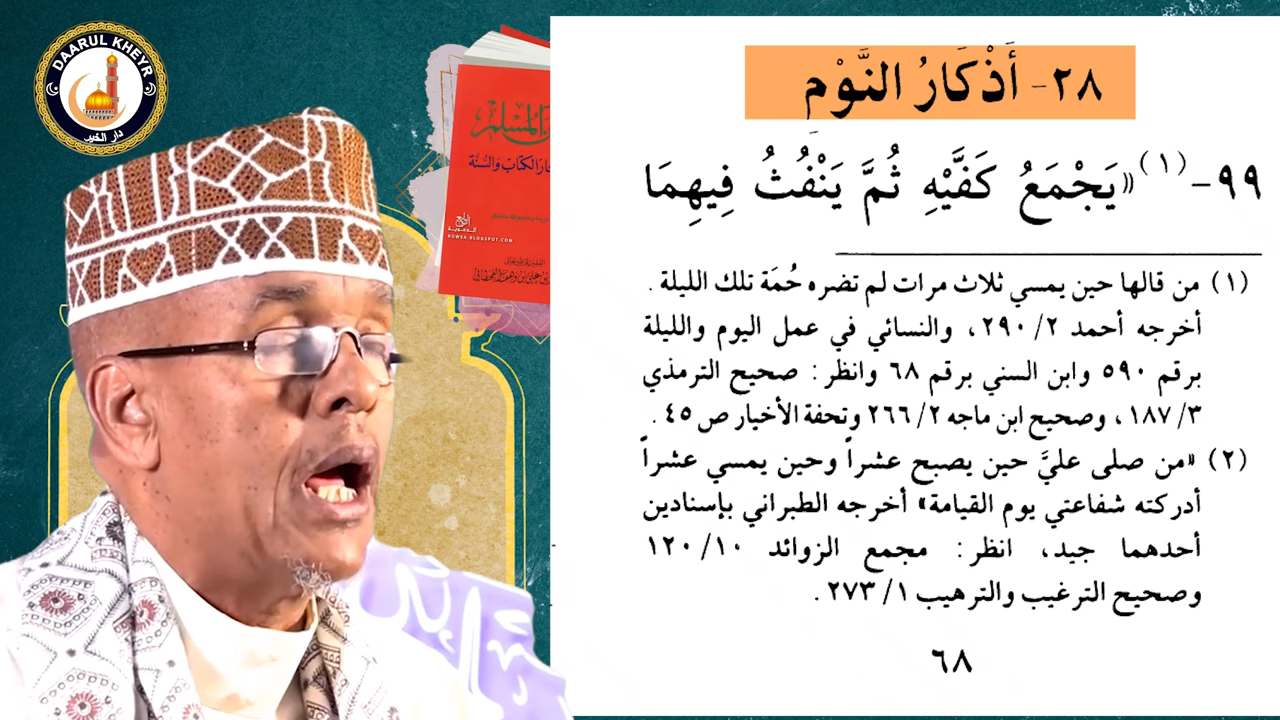 DAARUL KHEYR
دار الخير
المسلم
الكتاب والسنة
٢٨- أَذْكَارُ النَّوْمِ
٩٩-(١)«يَجْمَعُ كَفَّيْهِ ثُمَّ يَنْفُثُ فِيهِمَا
(١) من قالها حين يمسي ثلاث مرات لم تضره حُمَة تلك الليلة .
أخرجه أحمد ٢/ ٢٩٠، والنسائي في عمل اليوم والليلة
برقم ٥٩٠ وابن السني برقم ٦٨ وانظر: صحيح الترمذي
٣/ ١٨٧، وصحيح ابن ماجه ٢/ ٢٦٦ وتحفة الأخيار ص ٤٥ .
(٢) «من صلى عليَّ حين يصبح عشراً وحين يمسي عشراً
أدركته شفاعتي يوم القيامة» أخرجه الطبراني بإسنادين
أحدهما جيد، انظر: مجمع الزوائد ١٠/ ١٢٠
وصحيح الترغيب والترهيب ١/ ٢٧٣ .
٦٨